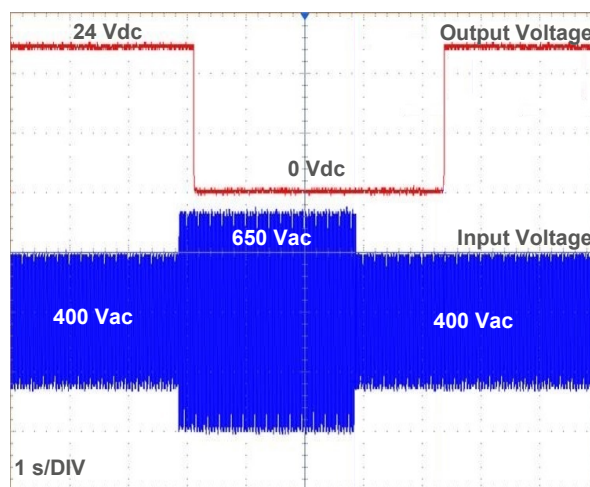 24 Vdc
Output Voltage
0 Vdc
650 Vac
Input Voltage
400 Vac
400 Vac
1 s/DIV